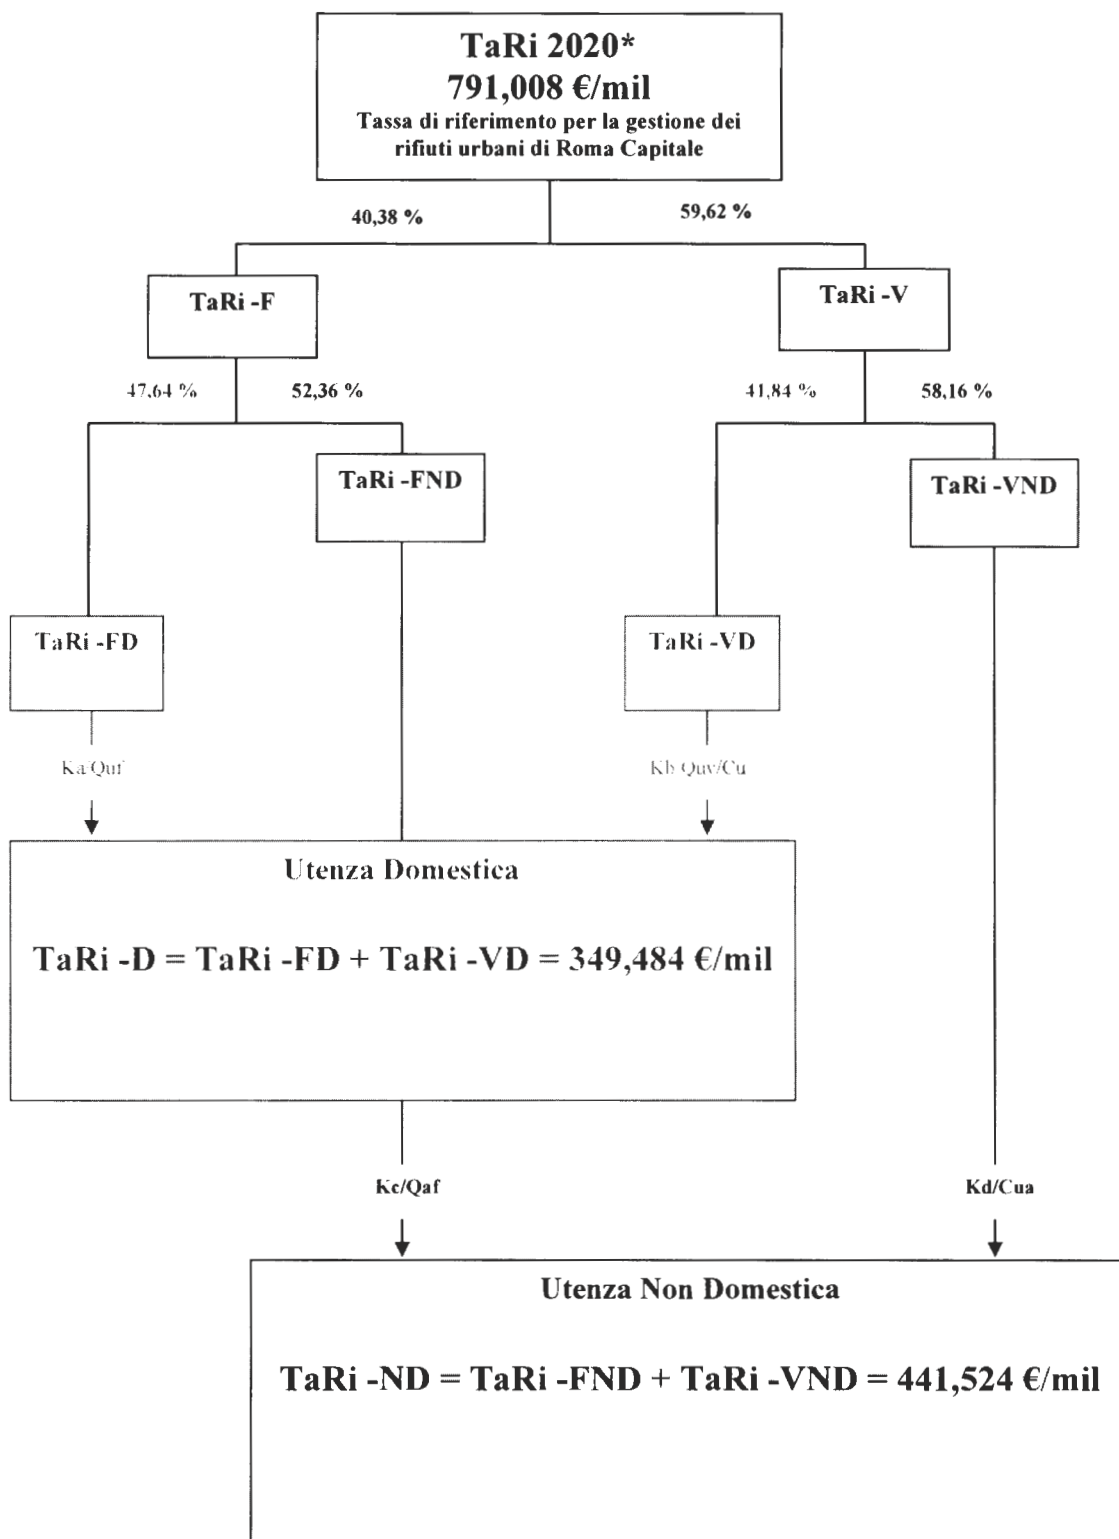 TaRi 2020*
791,008 €/mil
Tassa di riferimento per la gestione dei
rifiuti urbani di Roma Capitale
40,38 %
59,62 %
TaRi -F
TaRi -V
47,64 %
52,36 %
41,84 %
58,16 %
TaRi -FND
TaRi -VND
TaRi -FD
TaRi -VD
Ka/Quf
Kb Quv/Cu
Utenza Domestica
TaRi -D = TaRi -FD + TaRi -VD = 349,484 €/mil
Kc/Qaf
Kd/Cua
Utenza Non Domestica
TaRi -ND = TaRi -FND + TaRi -VND = 441,524 €/mil